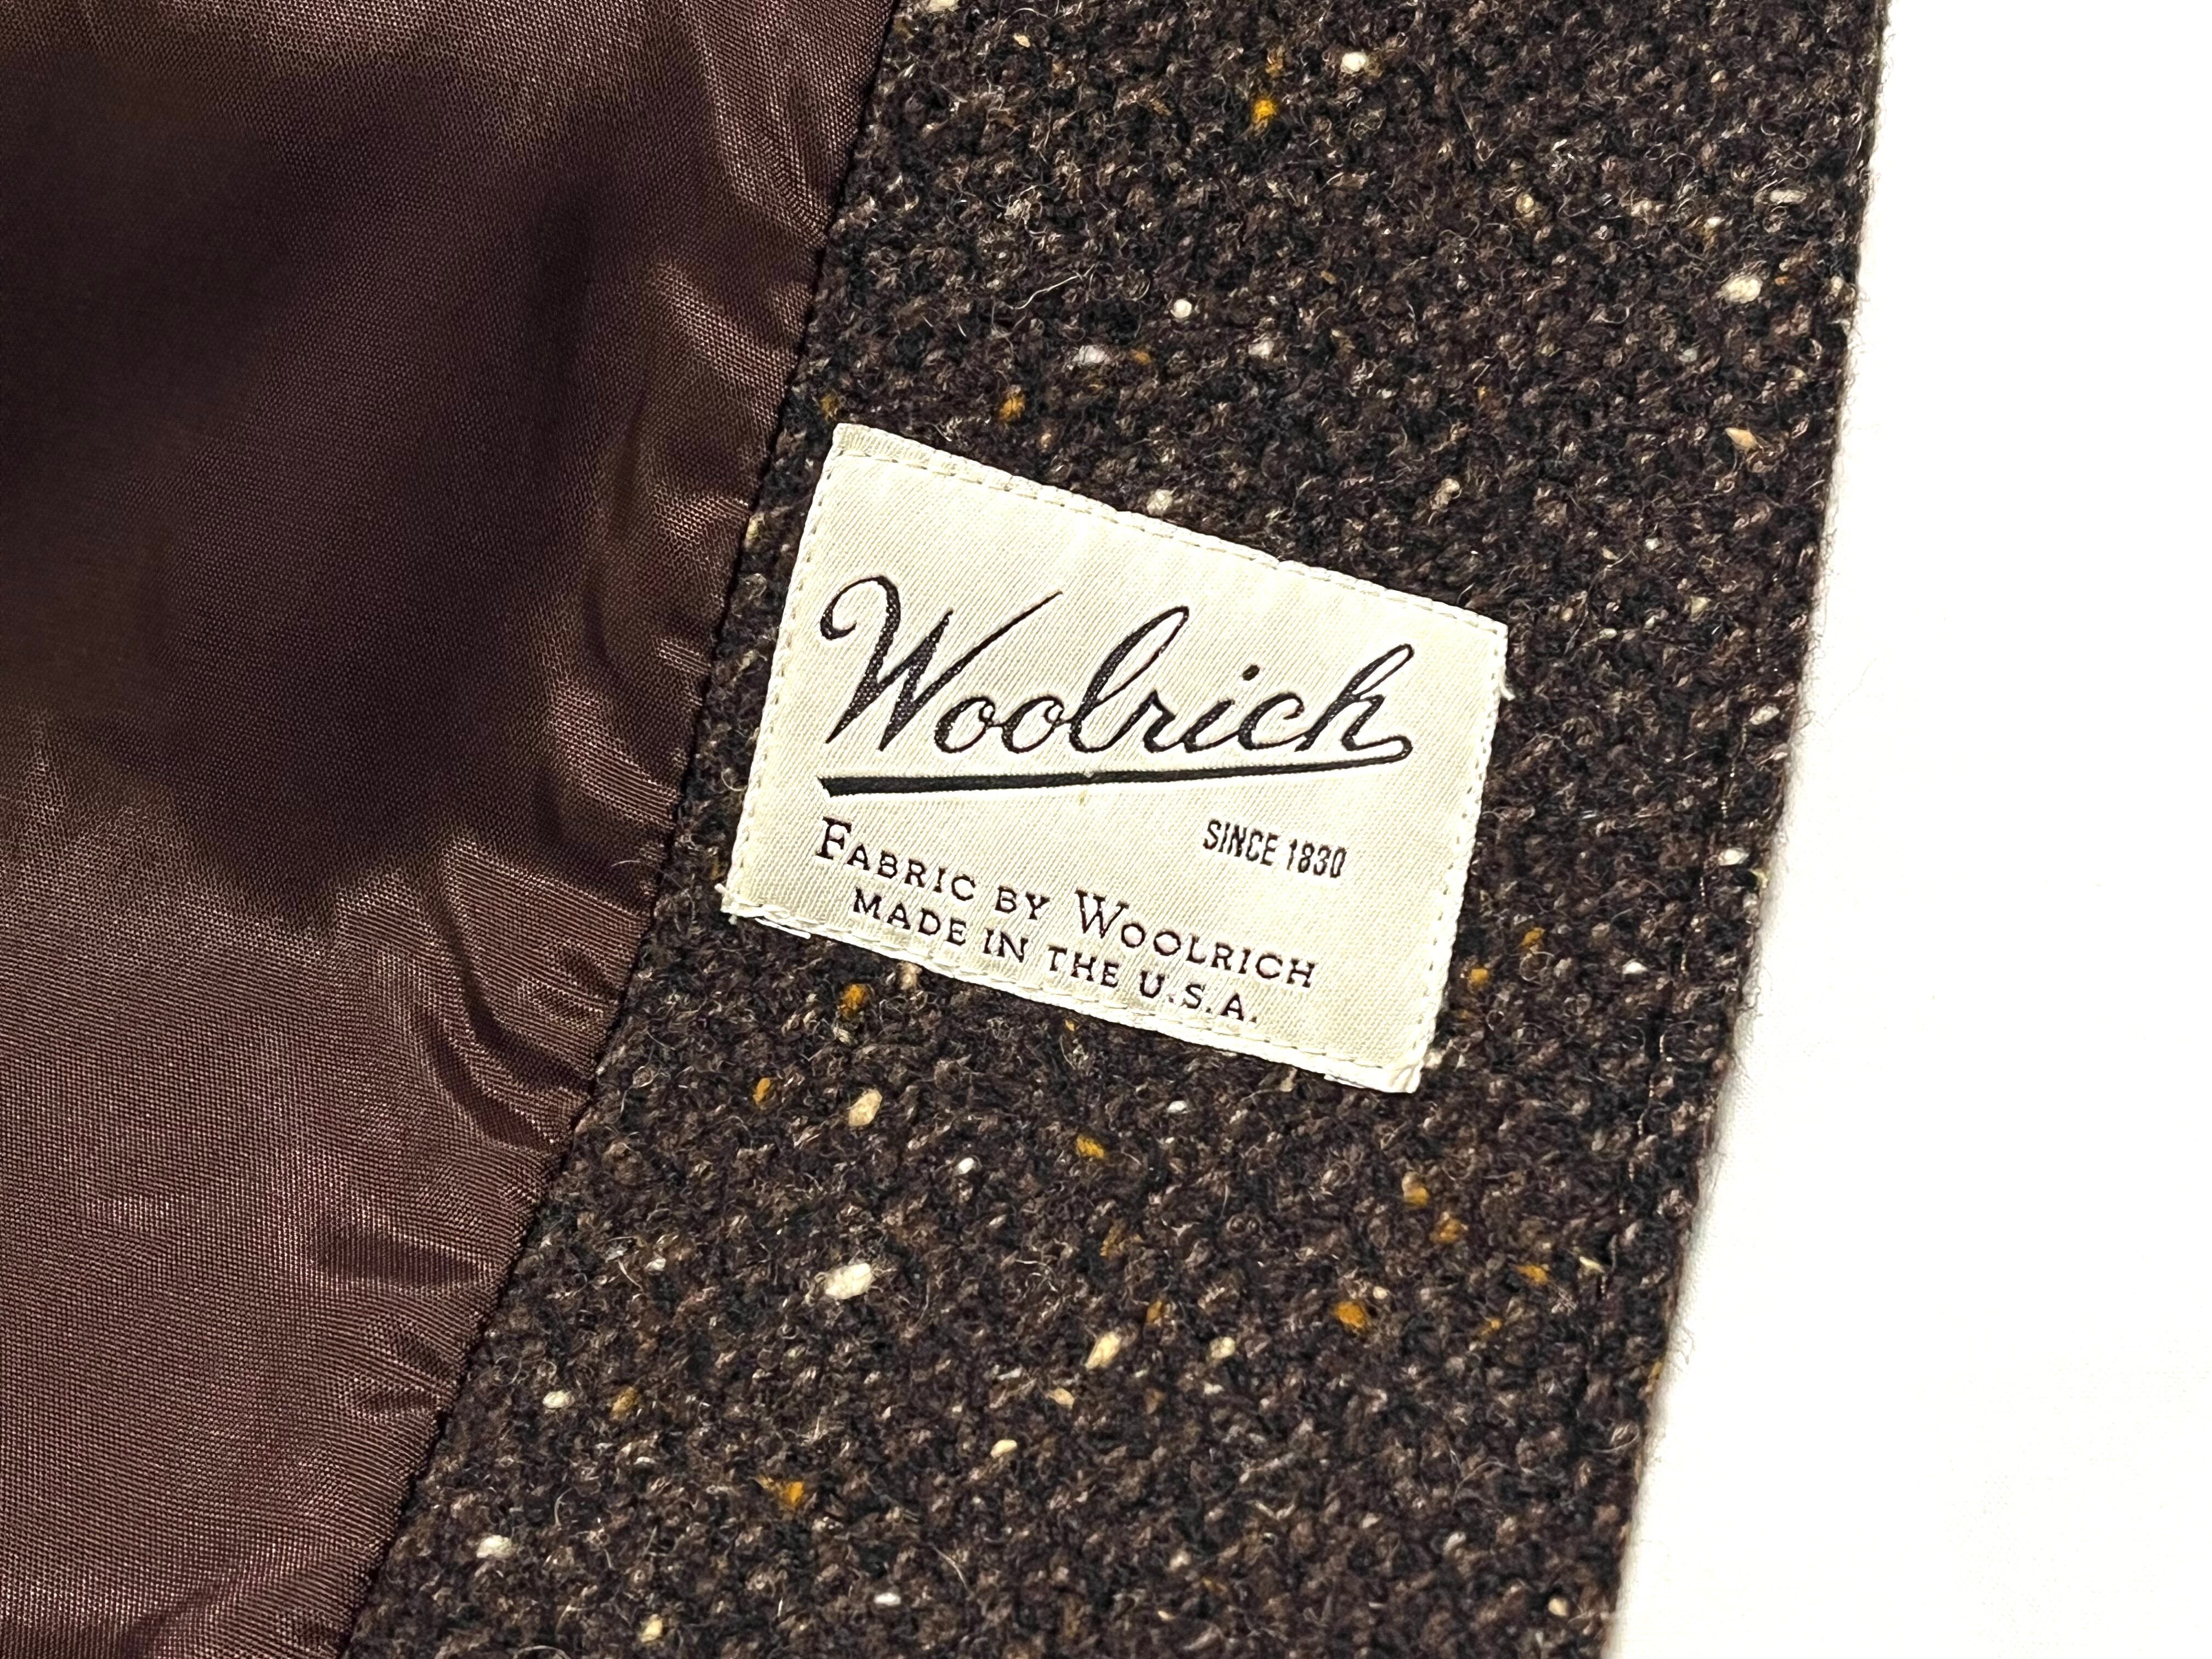 Woolrich
SINCE 1830
FABRIC BY WOOLRICH
MADE IN THE U.S.A.